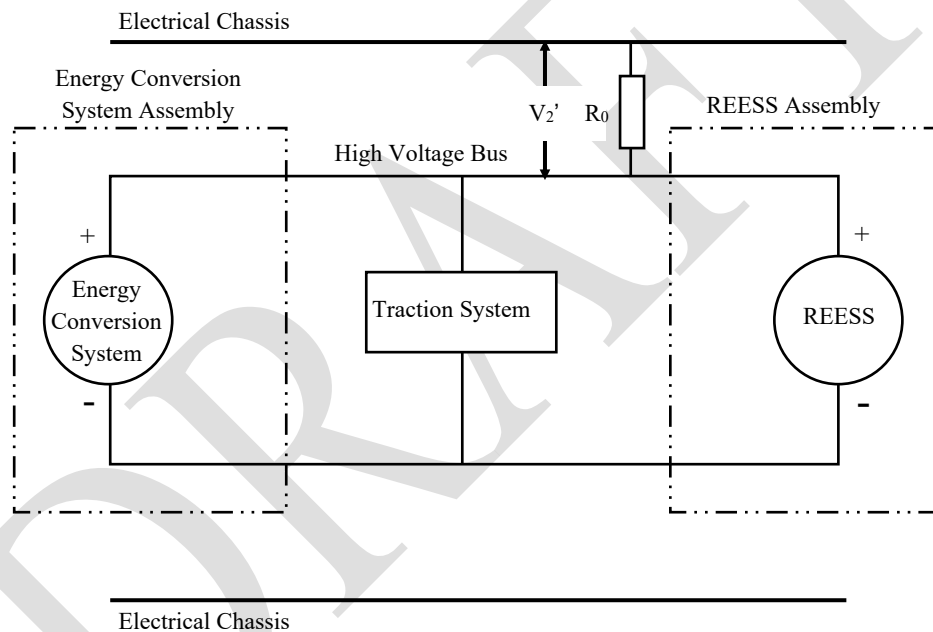 Electrical Chassis
Energy Conversion
System Assembly
V₂’
R₀
REESS Assembly
High Voltage Bus
+
+
Energy
Conversion
System
Traction System
REESS
-
-
Electrical Chassis
DRAFT